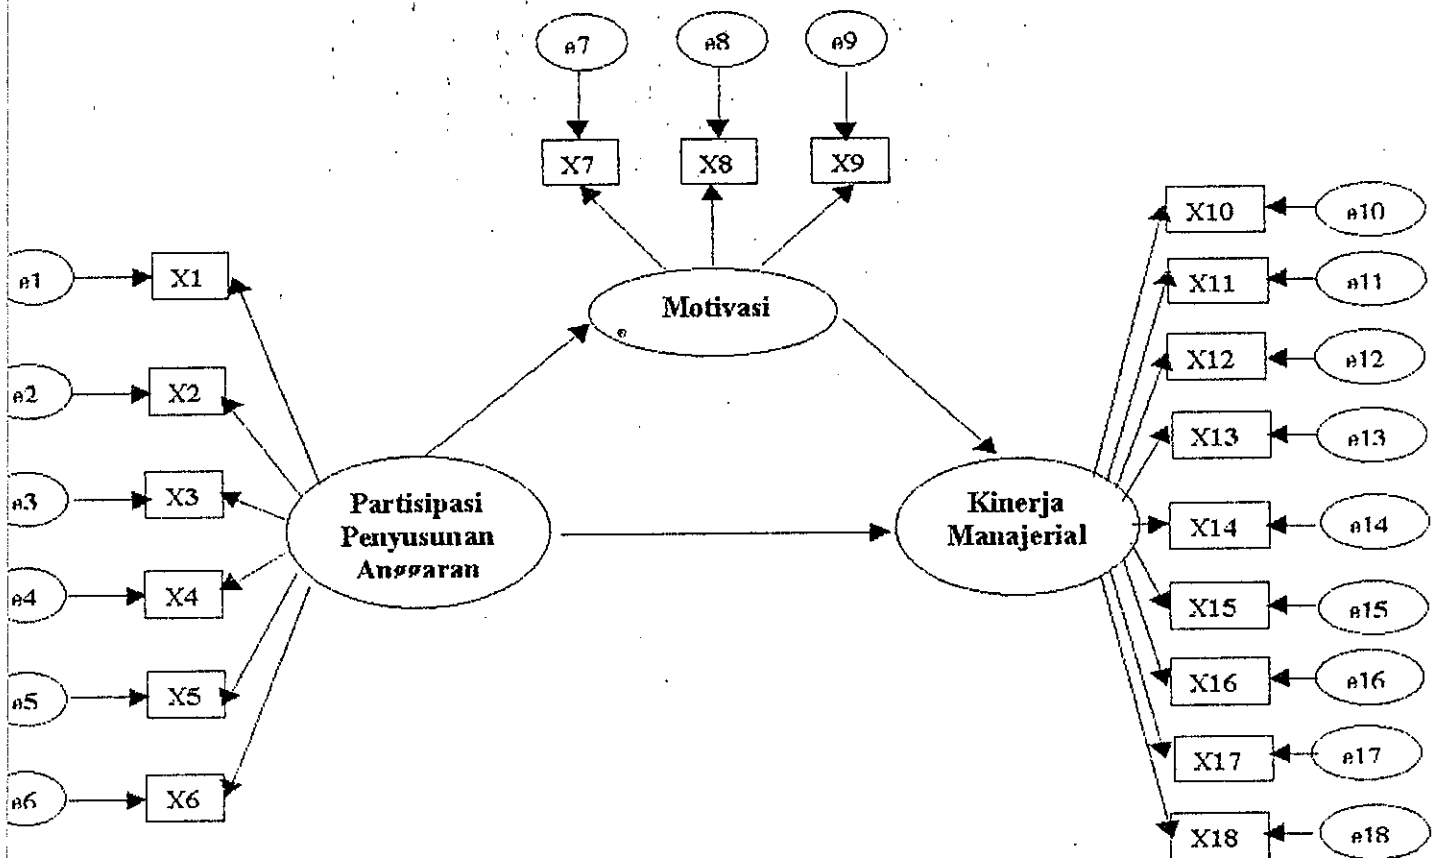 e7 e8 e9
X7 X8 X9
X10 e10
e1 X1
X11 e11
Motivasi
e
X12 e12
e2 X2
X13 e13
e3 X3
Partisipasi
Penyusunan
Anggaran
Kinerja
Manajerial
X14 e14
e4 X4
X15 e15
e5 X5
X16 e16
X17 e17
e6 X6
X18 e18